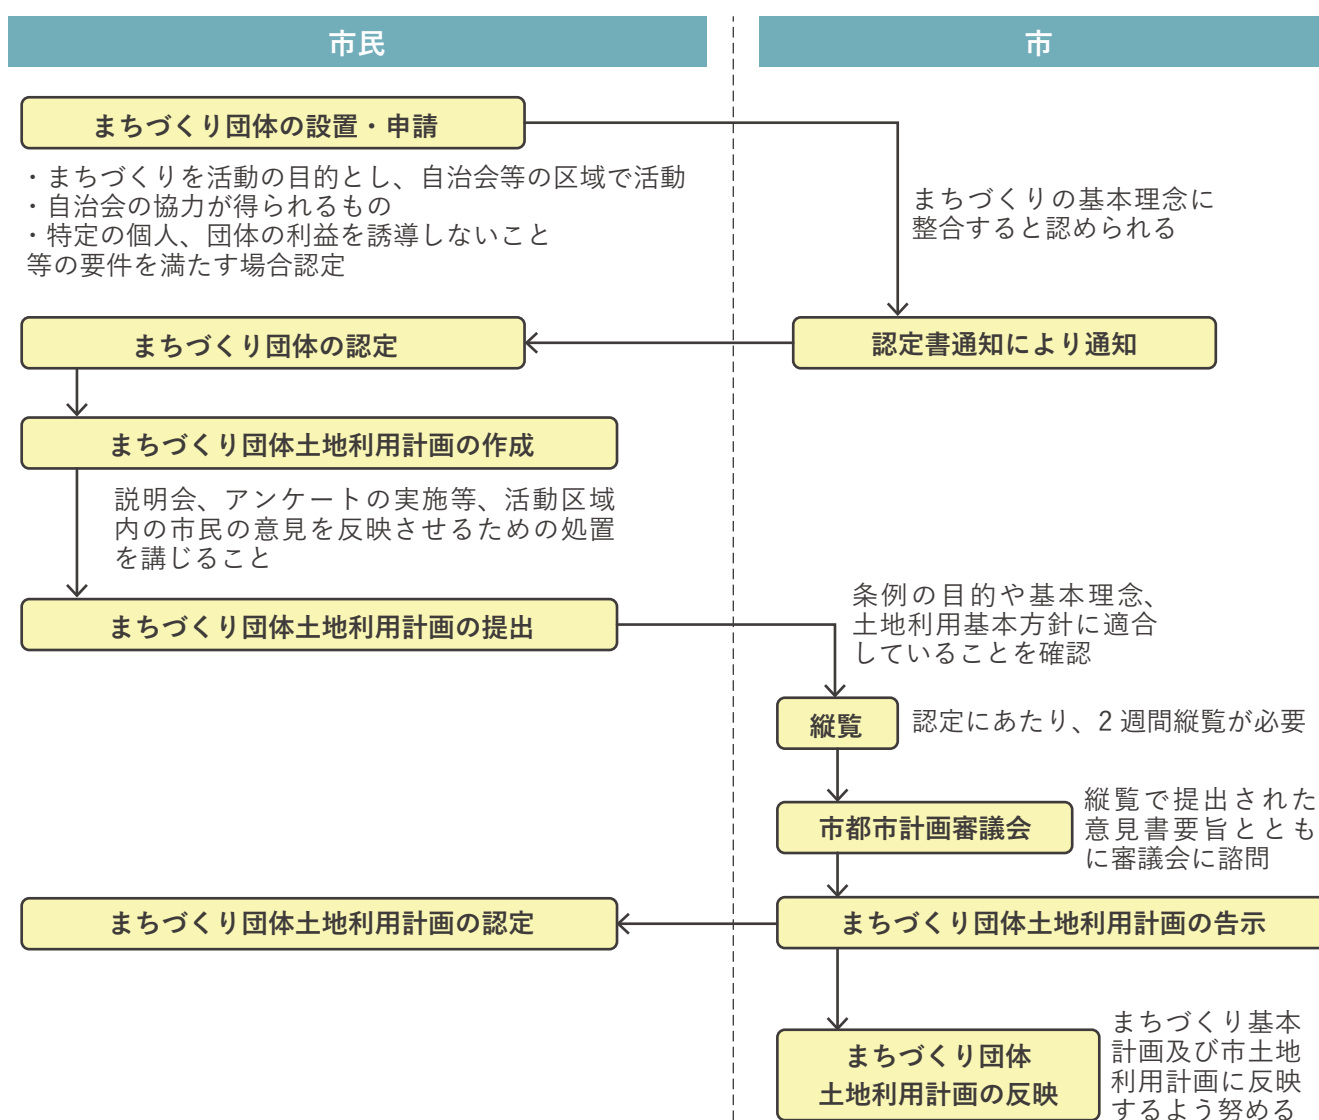 市民
市
まちづくり団体の設置・申請
・まちづくりを活動の目的とし、自治会等の区域で活動
・自治会の協力が得られるもの
・特定の個人、団体の利益を誘導しないこと
等の要件を満たす場合認定
まちづくりの基本理念に
整合すると認められる
まちづくり団体の認定
認定書通知により通知
まちづくり団体土地利用計画の作成
説明会、アンケートの実施等、活動区域
内の市民の意見を反映させるための処置
を講じること
まちづくり団体土地利用計画の提出
条例の目的や基本理念、
土地利用基本方針に適合
していることを確認
縦覧
認定にあたり、2 週間縦覧が必要
市都市計画審議会
縦覧で提出された
意見書要旨ととも
に審議会に諮問
まちづくり団体土地利用計画の認定
まちづくり団体土地利用計画の告示
まちづくり団体
土地利用計画の反映
まちづくり基本
計画及び市土地
利用計画に反映
するよう努める